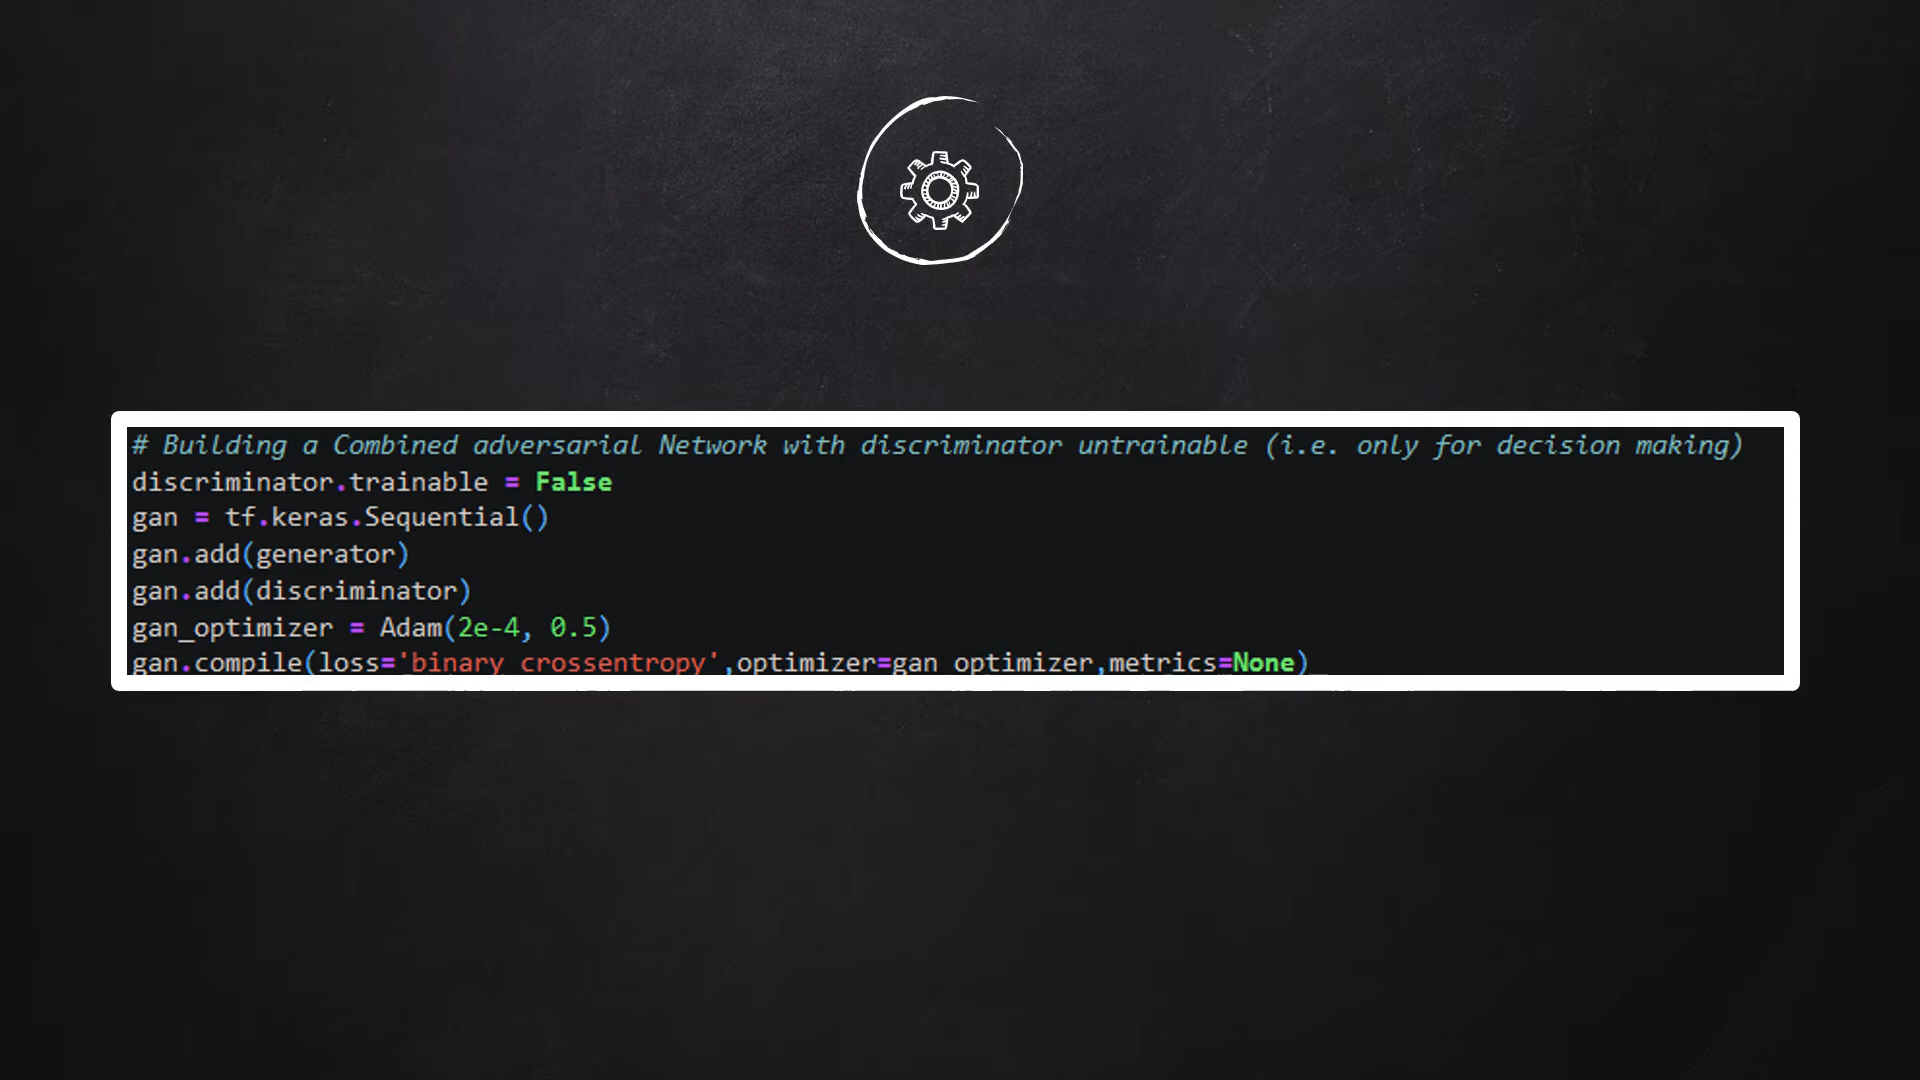 # Building a Combined adversarial Network with discriminator untrainable (i.e. only for decision making)
discriminator.trainable = False
gan = tf.keras.Sequential()
gan.add(generator)
gan.add(discriminator)
gan_optimizer = Adam(2e-4, 0.5)
gan.compile(loss='binary_crossentropy',optimizer=gan_optimizer,metrics=None)